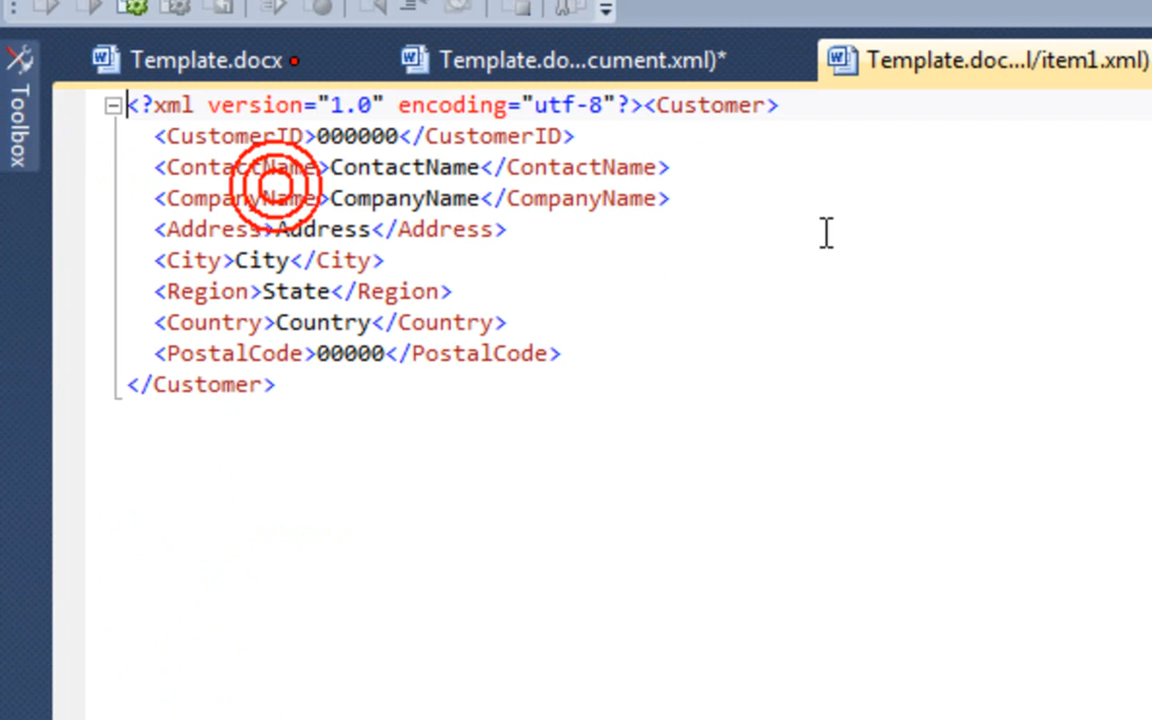 Template.docx
Template.do...cument.xml)*
Template.doc...l/item1.xml)
Toolbox
<?xml version="1.0" encoding="utf-8"?><Customer>
<CustomerID>000000</CustomerID>
<ContactName>ContactName</ContactName>
<CompanyName>CompanyName</CompanyName>
<Address>Address</Address>
<City>City</City>
<Region>State</Region>
<Country>Country</Country>
<PostalCode>00000</PostalCode>
</Customer>